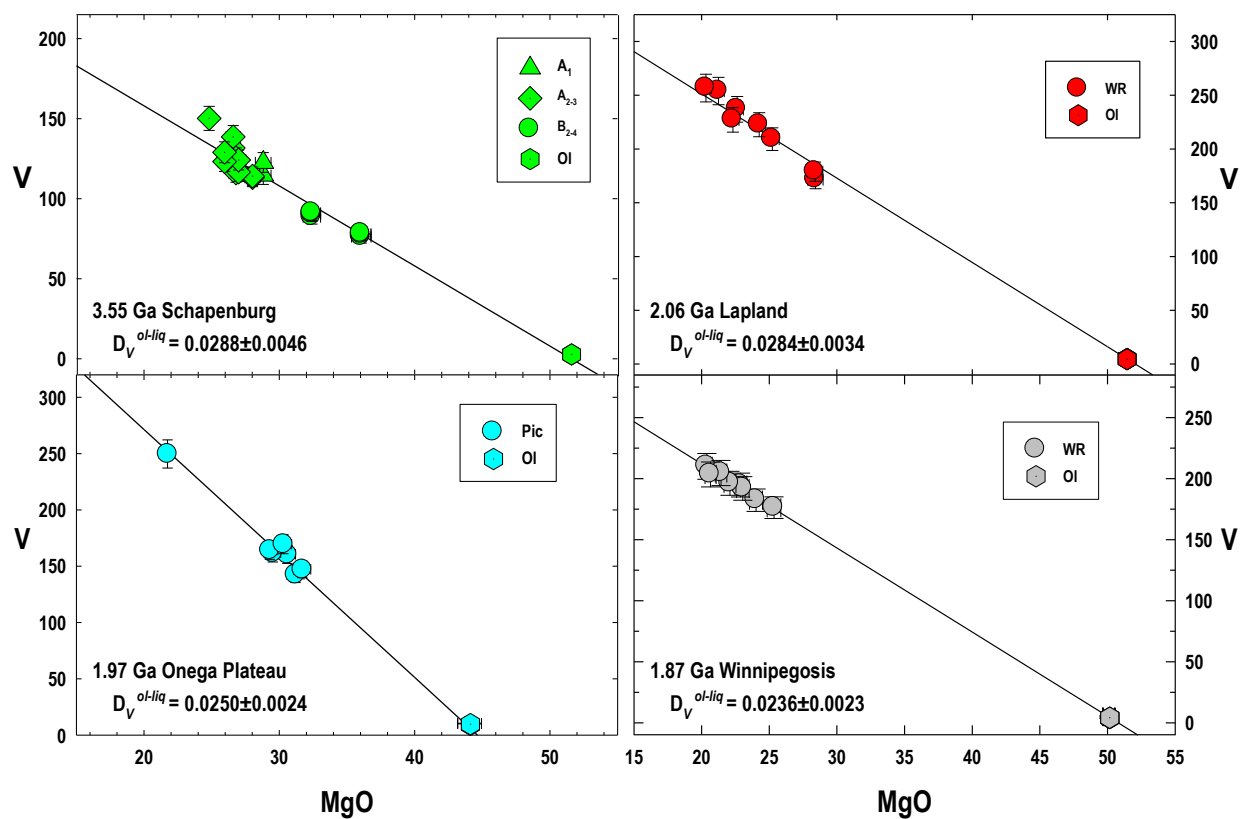 200
150
100
50
0
V
A1
A2-3
B2-4
Ol
3.55 Ga Schapenburg
DV ol-liq = 0.0288±0.0046
300
250
200
150
100
50
0
V
WR
Ol
2.06 Ga Lapland
DV ol-liq = 0.0284±0.0034
300
250
200
150
100
50
0
V
Pic
Ol
1.97 Ga Onega Plateau
DV ol-liq = 0.0250±0.0024
20 30 40 50
MgO
250
200
150
100
50
0
V
WR
Ol
1.87 Ga Winnipegosis
DV ol-liq = 0.0236±0.0023
15 20 25 30 35 40 45 50 55
MgO